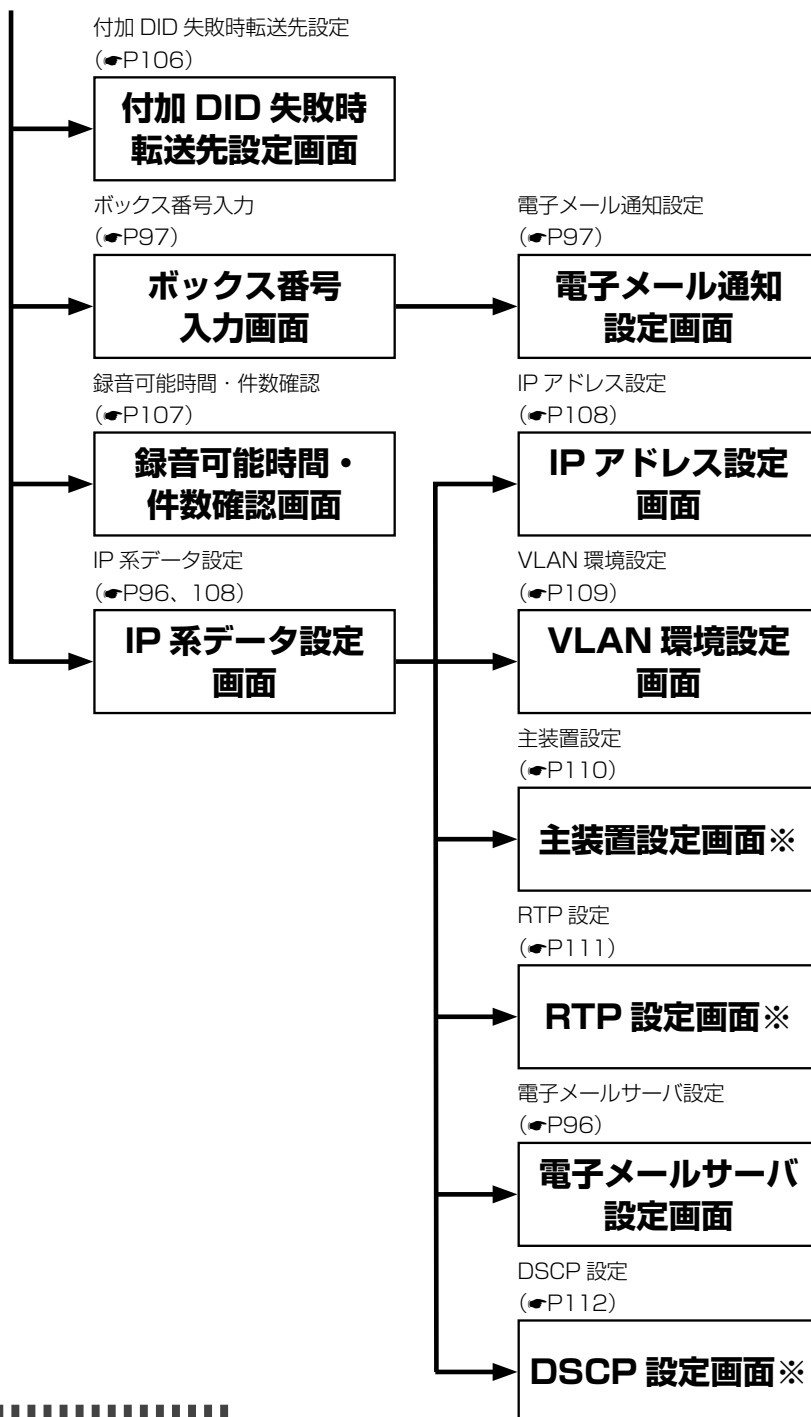 付加 DID 失敗時転送先設定
(☛P106)
付加 DID 失敗時
転送先設定画面
ボックス番号入力
(☛P97)
ボックス番号
入力画面
電子メール通知設定
(☛P97)
電子メール通知
設定画面
録音可能時間・件数確認
(☛P107)
録音可能時間・
件数確認画面
IP アドレス設定
(☛P108)
IP アドレス設定
画面
IP 系データ設定
(☛P96、108)
IP 系データ設定
画面
VLAN 環境設定
(☛P109)
VLAN 環境設定
画面
主装置設定
(☛P110)
主装置設定画面※
RTP 設定
(☛P111)
RTP 設定画面※
電子メールサーバ設定
(☛P96)
電子メールサーバ
設定画面
DSCP 設定
(☛P112)
DSCP 設定画面※